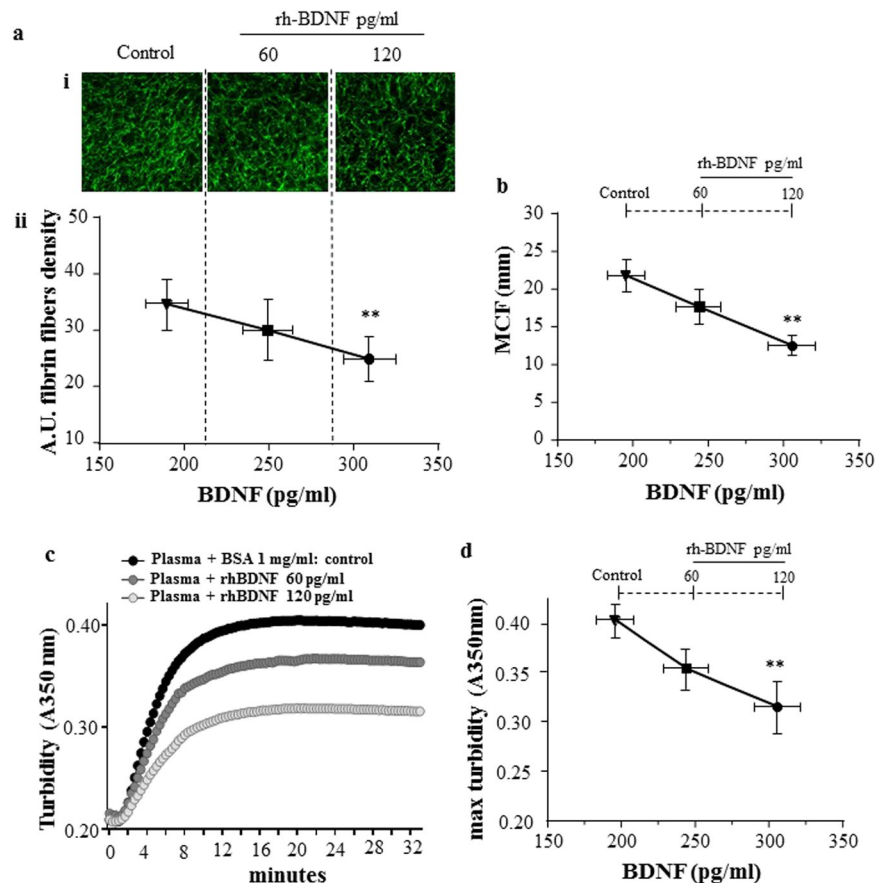 a
rh-BDNF pg/ml
Control 60 120
i
ii
50
40
30
20
10
A.U. fibrin fibers density
**
150 200 250 300 350
BDNF (pg/ml)
b
rh-BDNF pg/ml
Control 60 120
30
25
20
15
10
5
0
MCF (mm)
**
150 200 250 300 350
BDNF (pg/ml)
c
Plasma + BSA 1 mg/ml: control
Plasma + rhBDNF 60 pg/ml
Plasma + rhBDNF 120 pg/ml
0.40
0.30
0.20
Turbidity (A350 nm)
0 4 8 12 16 20 24 28 32
minutes
d
rh-BDNF pg/ml
Control 60 120
0.40
0.35
0.30
0.25
0.20
max turbidity (A350nm)
**
150 200 250 300 350
BDNF (pg/ml)